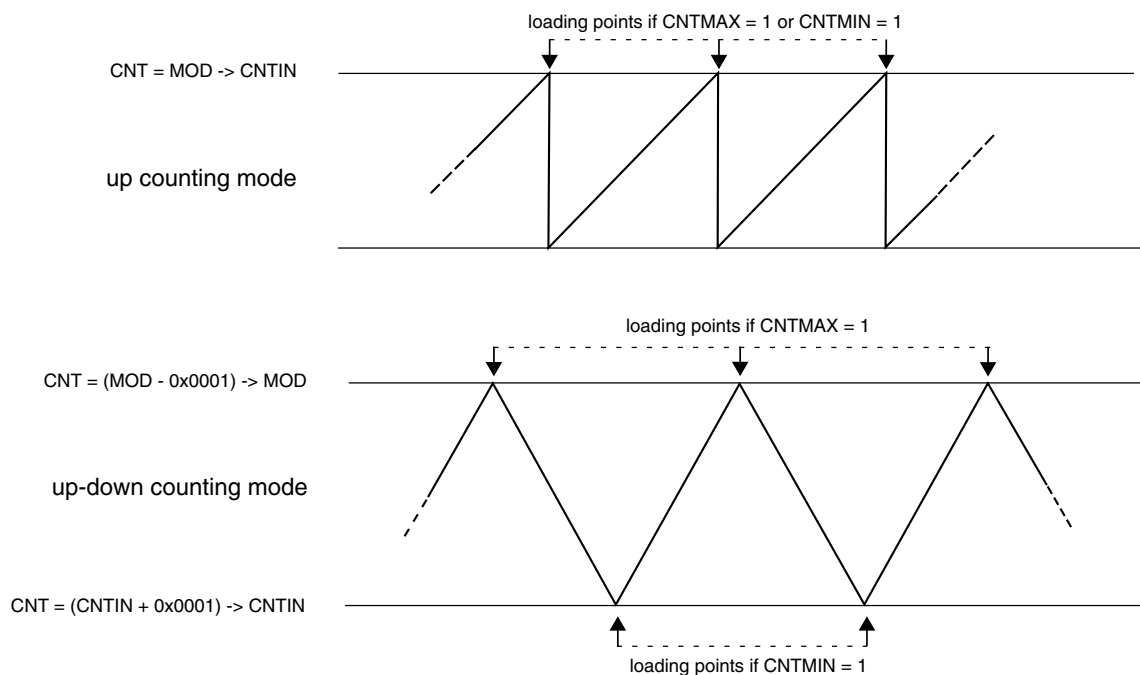 loading points if CNTMAX = 1 or CNTMIN = 1
CNT = MOD -> CNTIN
up counting mode
loading points if CNTMAX = 1
CNT = (MOD - 0x0001) -> MOD
up-down counting mode
CNT = (CNTIN + 0x0001) -> CNTIN
loading points if CNTMIN = 1